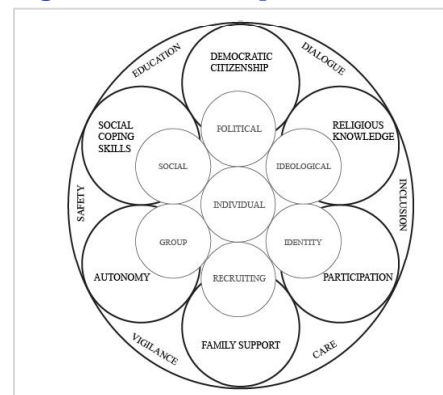 EDUCATION
DEMOCRATIC
CITIZENSHIP
DIALOGUE
SOCIAL
COPING
SKILLS
POLITICAL
RELIGIOUS
KNOWLEDGE
SOCIAL
IDEOLOGICAL
SAFETY
INDIVIDUAL
INCLUSION
GROUP
IDENTITY
AUTONOMY
RECRUITING
PARTICIPATION
VIGILANCE
FAMILY SUPPORT
CARE